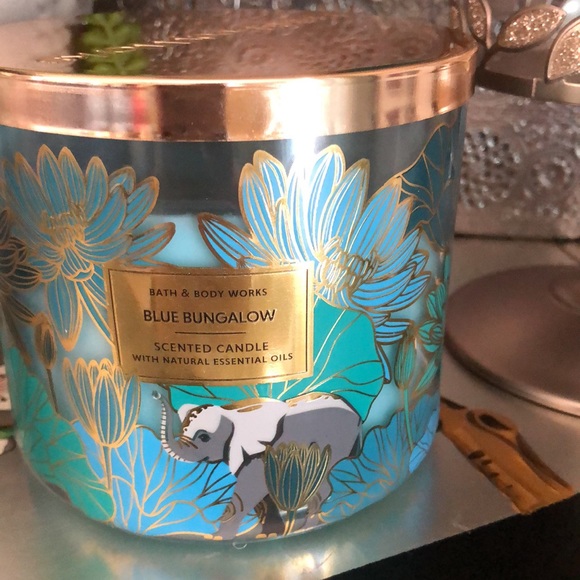 BATH & BODY WORKS
BLUE BUNGALOW
SCENTED CANDLE
WITH NATURAL ESSENTIAL OILS